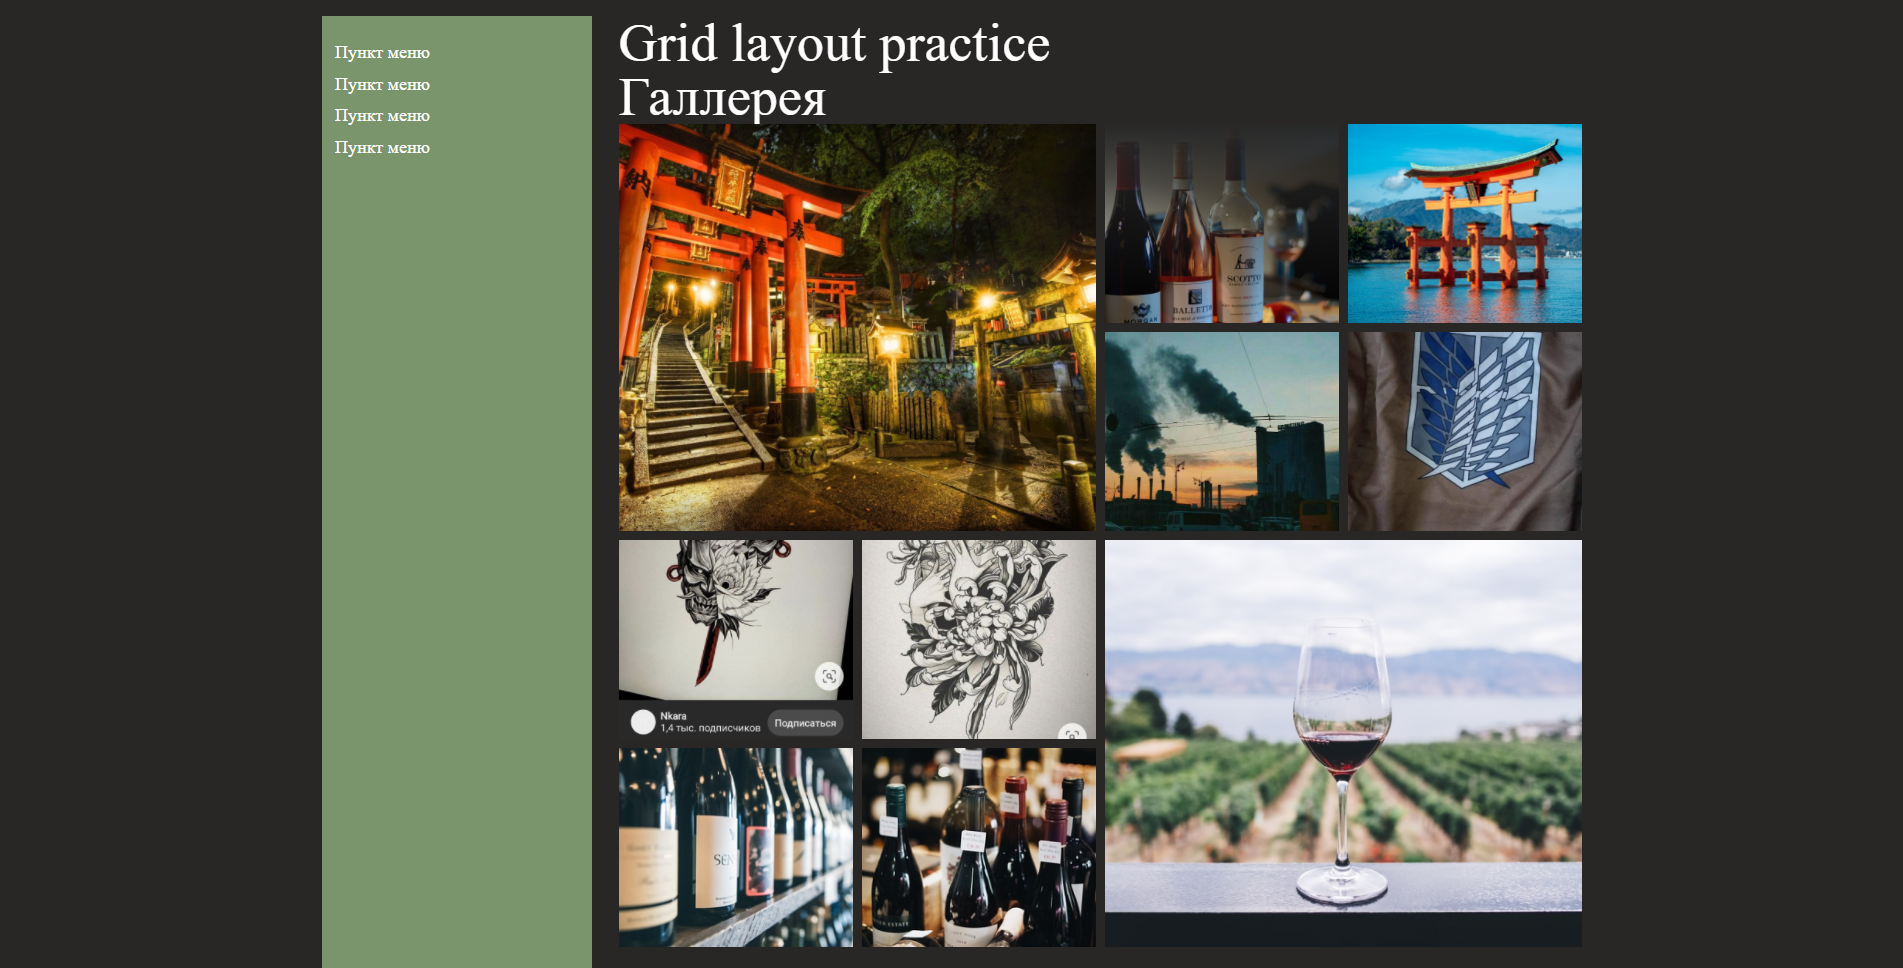 Пункт меню
Пункт меню
Пункт меню
Пункт меню
Grid layout practice
Галлерея
SCOTTO
BALLETTO
MORGAN
Nkara
1,4 тыс. подписчиков
Подписаться
SEN